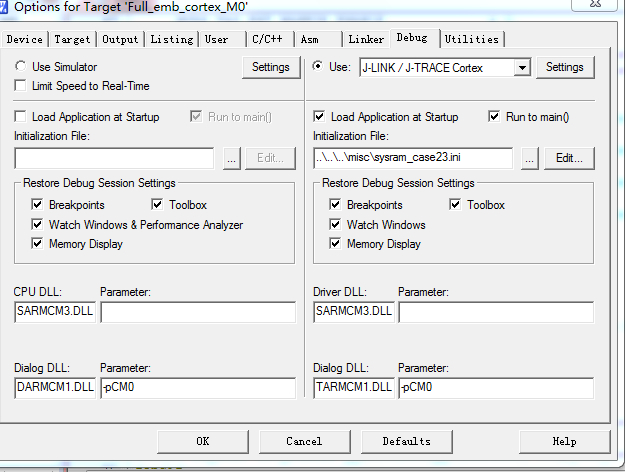 Options for Target 'Full_emb_cortex_M0'
Device Target Output Listing User C/C++ Asm Linker Debug Utilities
Use Simulator Settings
Limit Speed to Real-Time
Use: J-LINK / J-TRACE Cortex Settings
Load Application at Startup Run to main()
Initialization File:
... Edit...
Load Application at Startup Run to main()
Initialization File:
..\..\..\misc\sysram_case23.ini ... Edit...
Restore Debug Session Settings
Breakpoints Toolbox
Watch Windows & Performance Analyzer
Memory Display
Restore Debug Session Settings
Breakpoints Toolbox
Watch Windows
Memory Display
CPU DLL: Parameter:
SARMCM3.DLL
Driver DLL: Parameter:
SARMCM3.DLL
Dialog DLL: Parameter:
DARMCM1.DLL -pCM0
Dialog DLL: Parameter:
TARMCM1.DLL -pCM0
OK Cancel Defaults Help